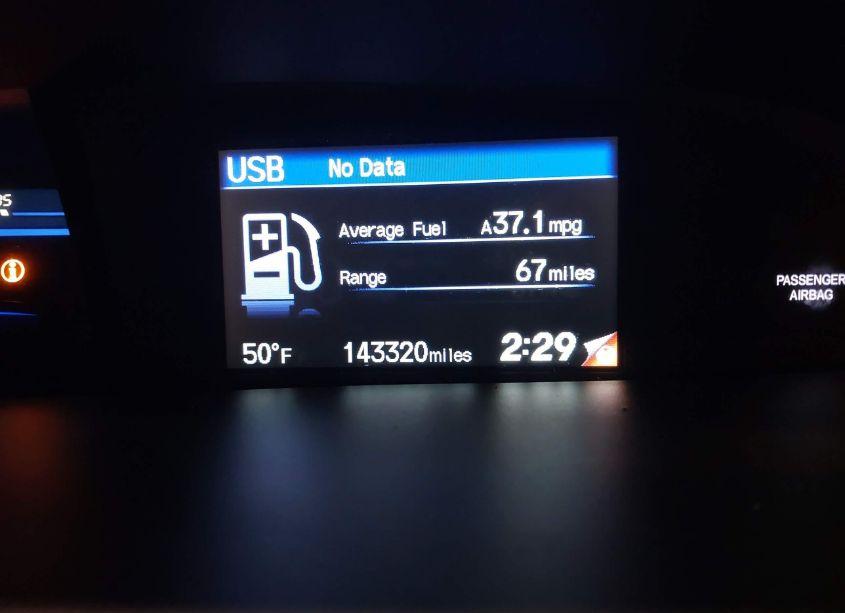 USB No Data
Average Fuel A37.1mpg
Range 67miles
50°F 143320miles 2:29
PASSENGER
AIRBAG